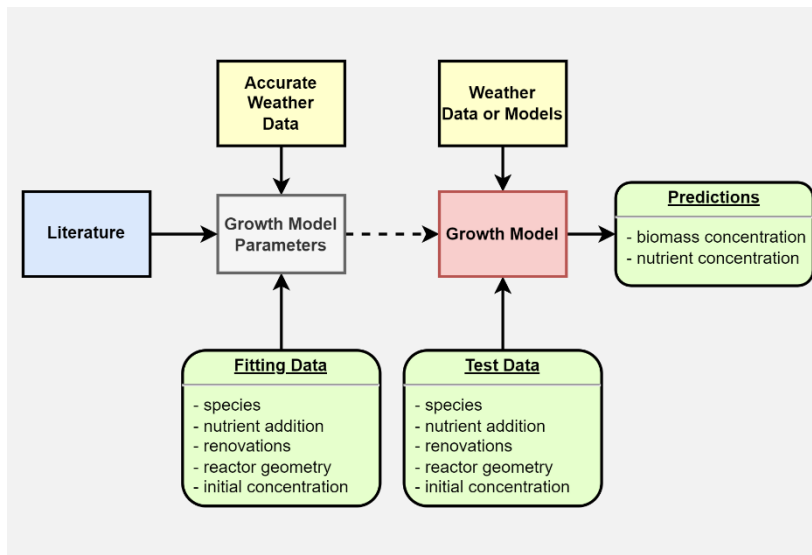 Accurate
Weather
Data
Weather
Data or Models
Literature
Growth Model
Parameters
Growth Model
Predictions
- biomass concentration
- nutrient concentration
Fitting Data
- species
- nutrient addition
- renovations
- reactor geometry
- initial concentration
Test Data
- species
- nutrient addition
- renovations
- reactor geometry
- initial concentration